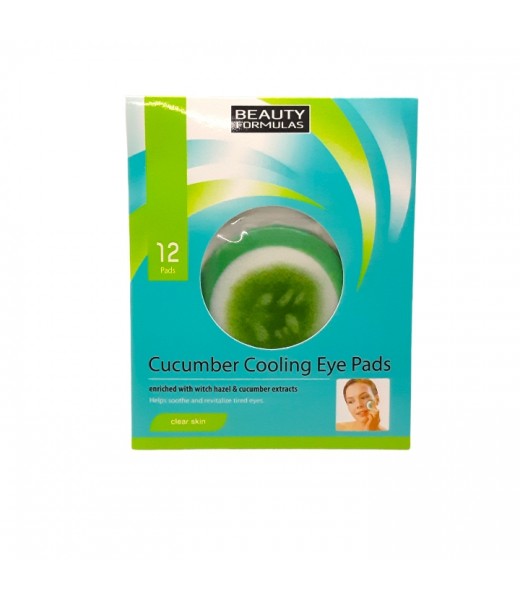 BEAUTY
FORMULAS
12
Pads
Cucumber Cooling Eye Pads
enriched with witch hazel & cucumber extracts
Helps soothe and revitalize tired eyes.
clear skin